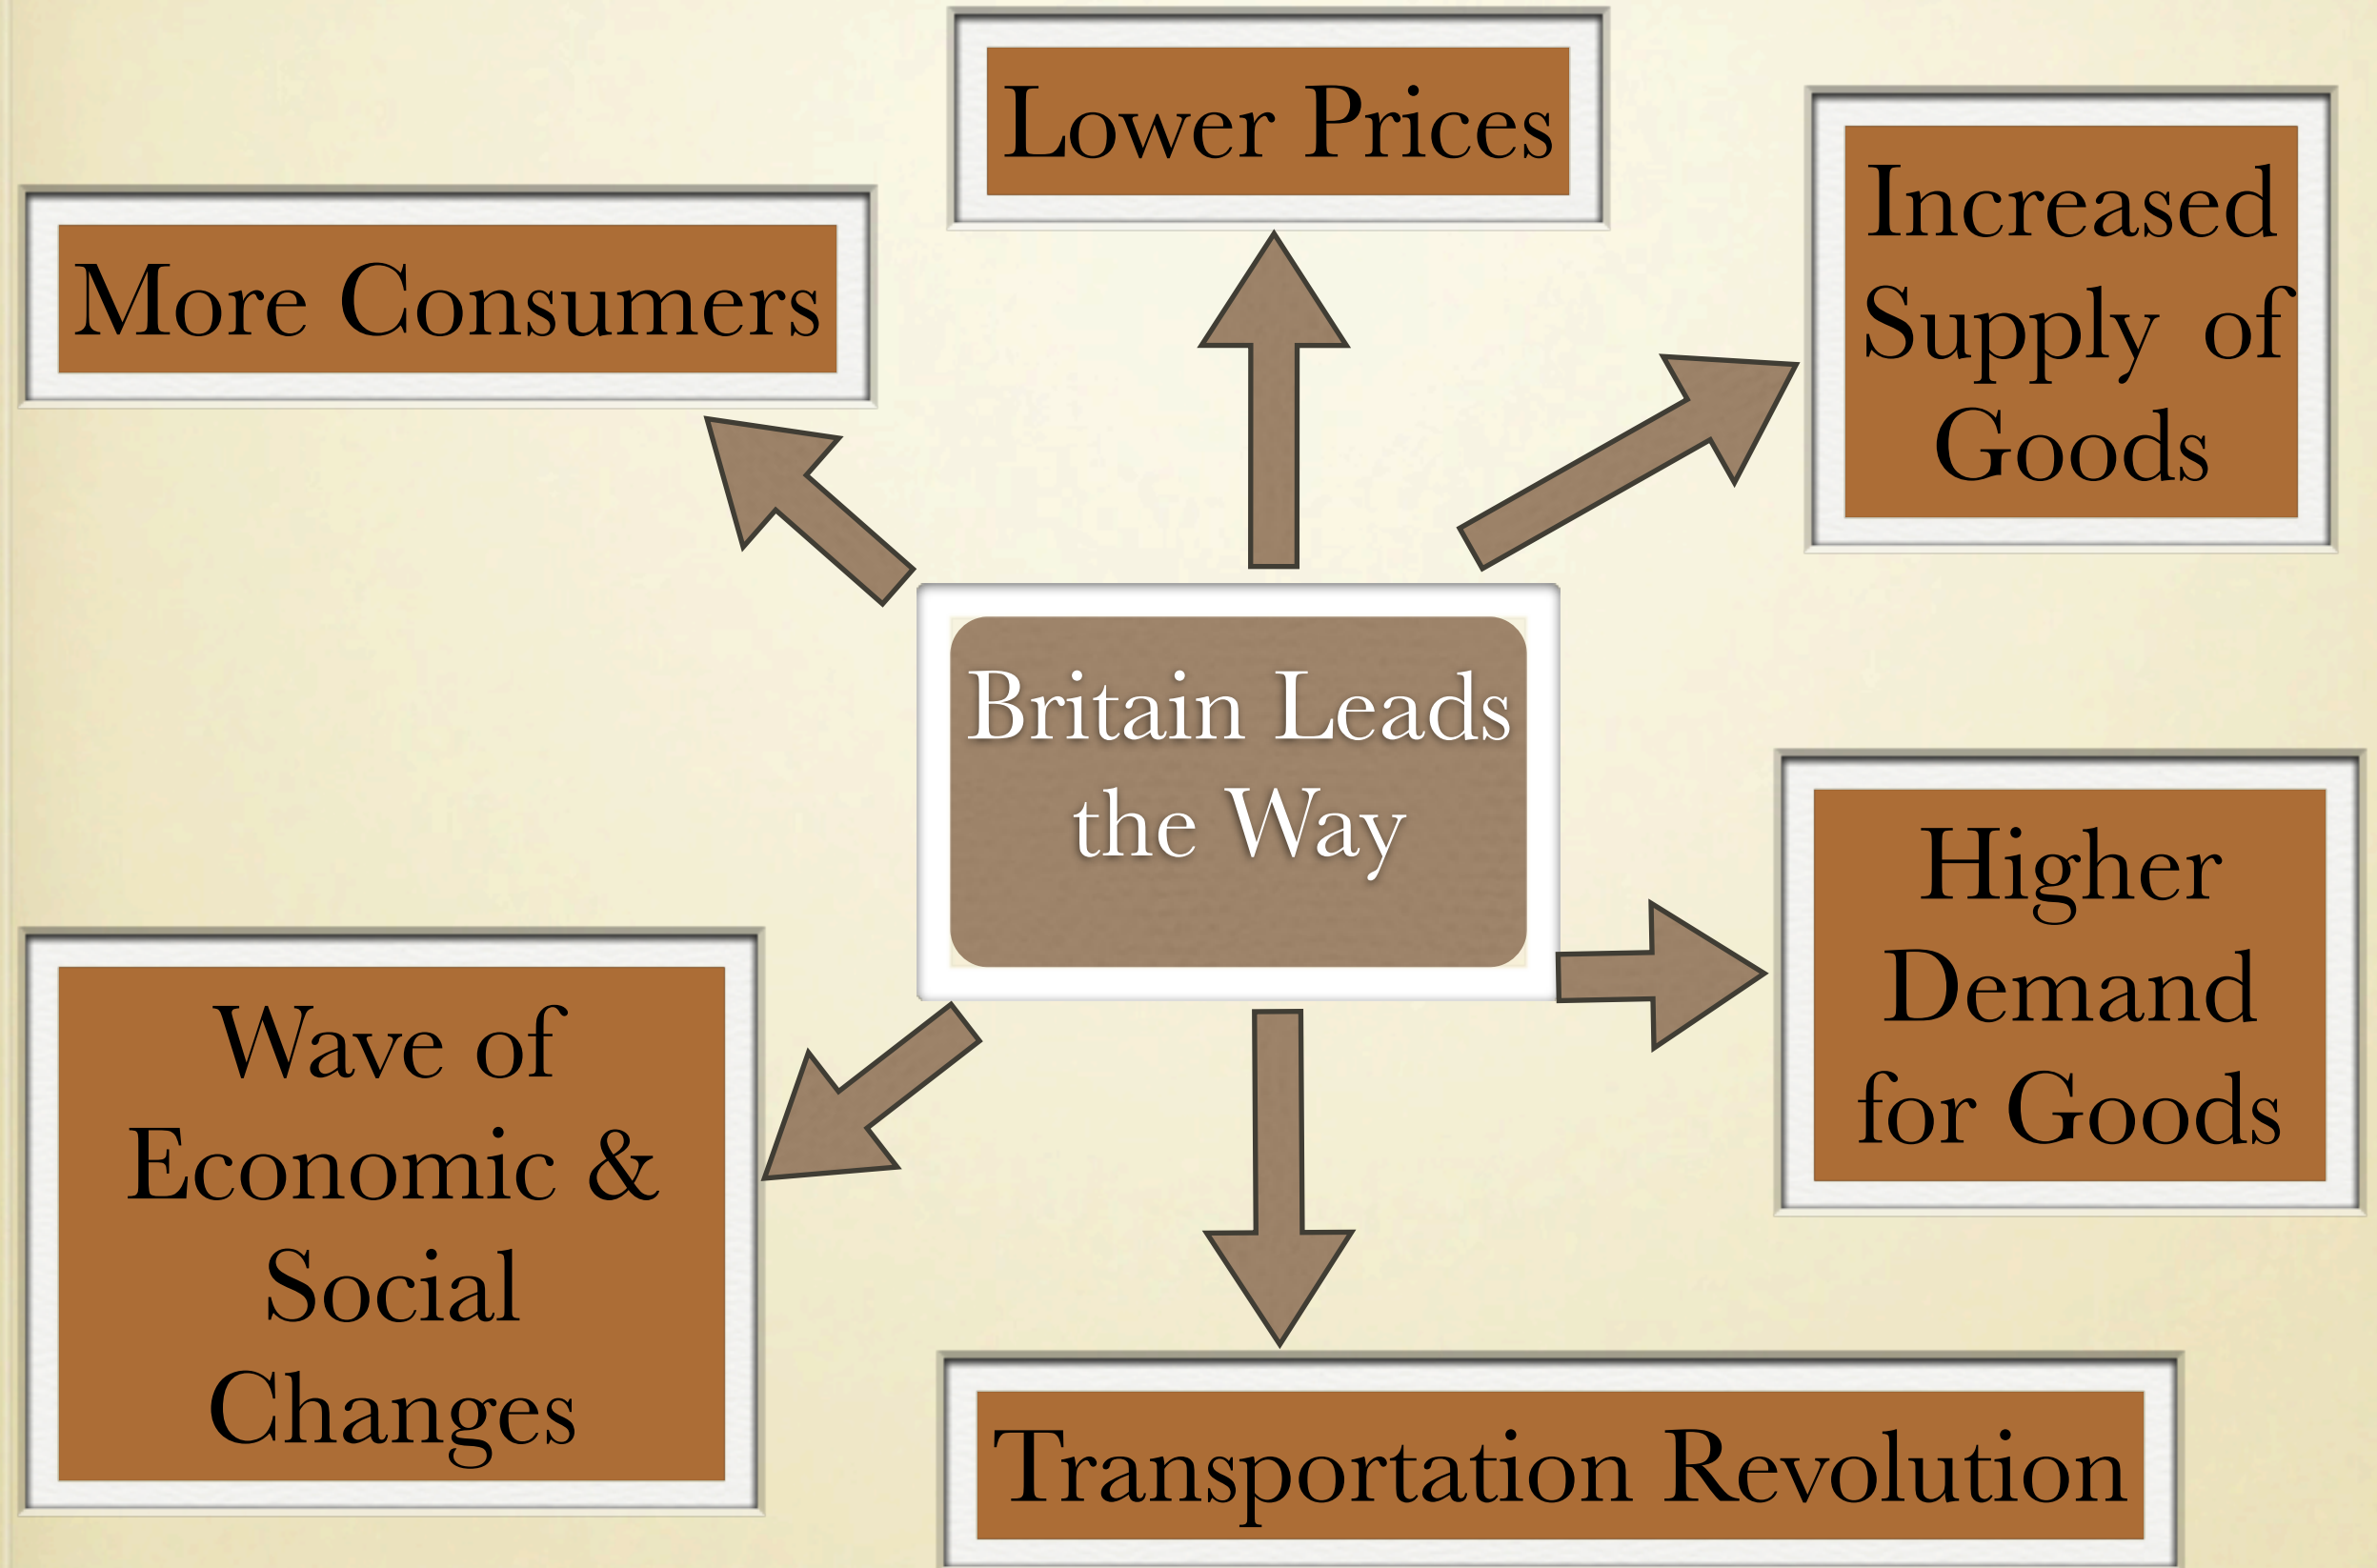 Lower Prices
More Consumers
Increased
Supply of
Goods
Britain Leads
the Way
Higher
Demand
for Goods
Wave of
Economic &
Social
Changes
Transportation Revolution